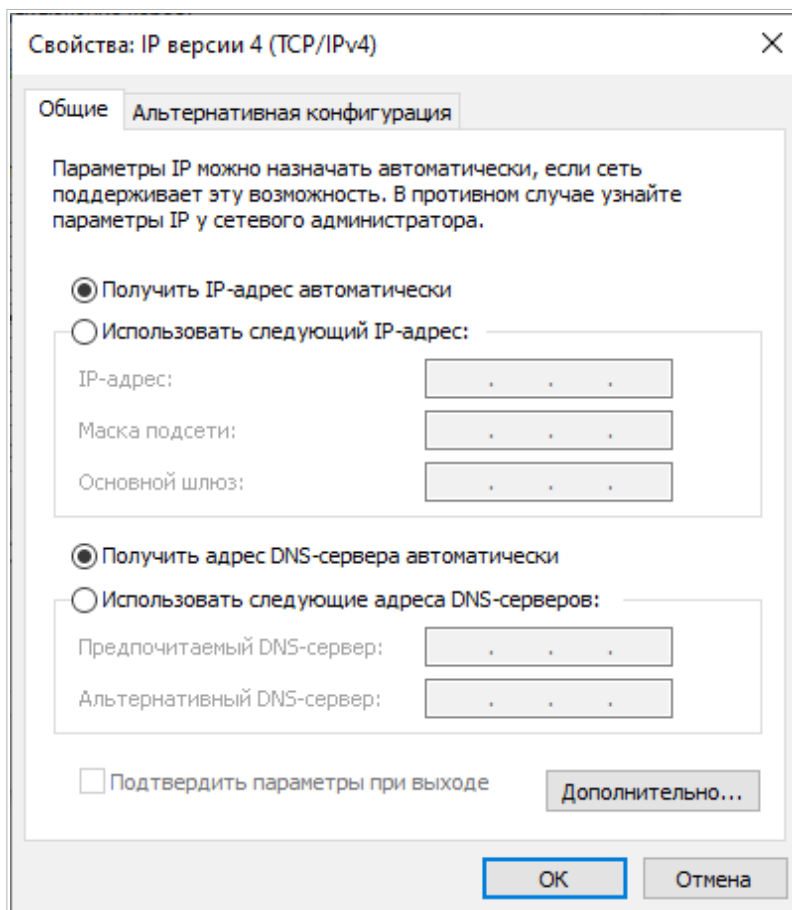 Свойства: IP версии 4 (TCP/IPv4)
Общие
Альтернативная конфигурация
Параметры IP можно назначать автоматически, если сеть
поддерживает эту возможность. В противном случае узнайте
параметры IP у сетевого администратора.
Получить IP-адрес автоматически
Использовать следующий IP-адрес:
IP-адрес:
Маска подсети:
Основной шлюз:
Получить адрес DNS-сервера автоматически
Использовать следующие адреса DNS-серверов:
Предпочитаемый DNS-сервер:
Альтернативный DNS-сервер:
Подтвердить параметры при выходе
Дополнительно...
ОК
Отмена